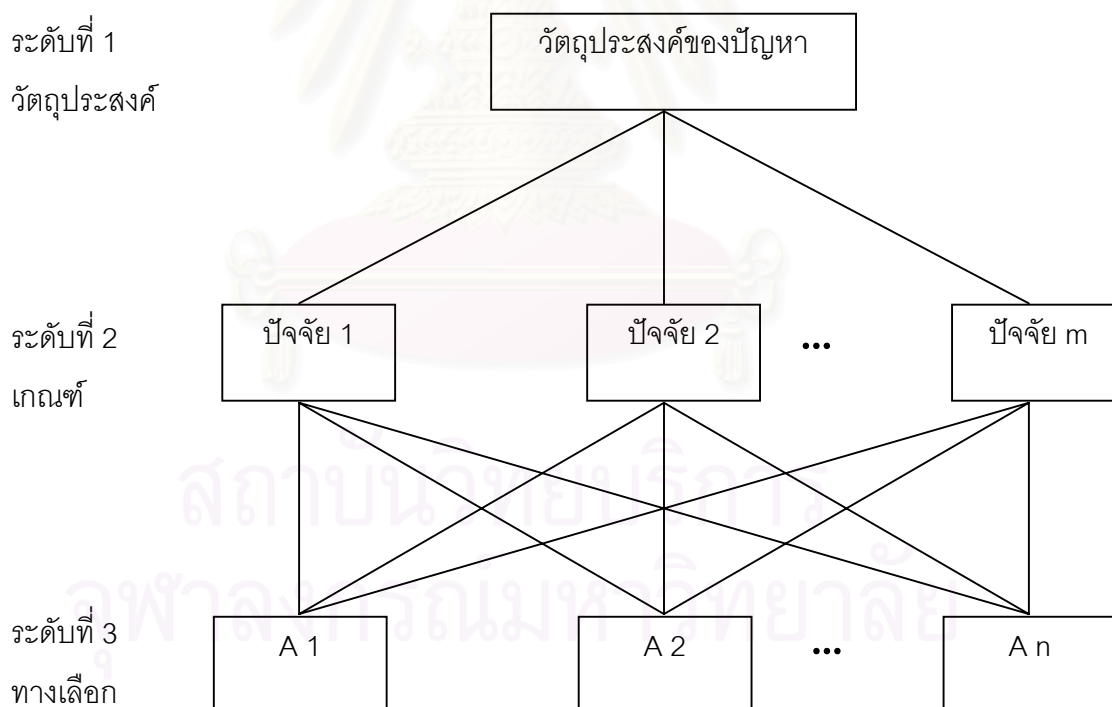 ระดับที่ 1
วัตถุประสงค์
วัตถุประสงค์ของปัญหา
ระดับที่ 2
เกณฑ์
ปัจจัย 1
ปัจจัย 2
...
ปัจจัย m
สถาบันวิทยบริการ
จุฬาลงกรณ์มหาวิทยาลัย
ระดับที่ 3
ทางเลือก
A 1
A 2
...
A n